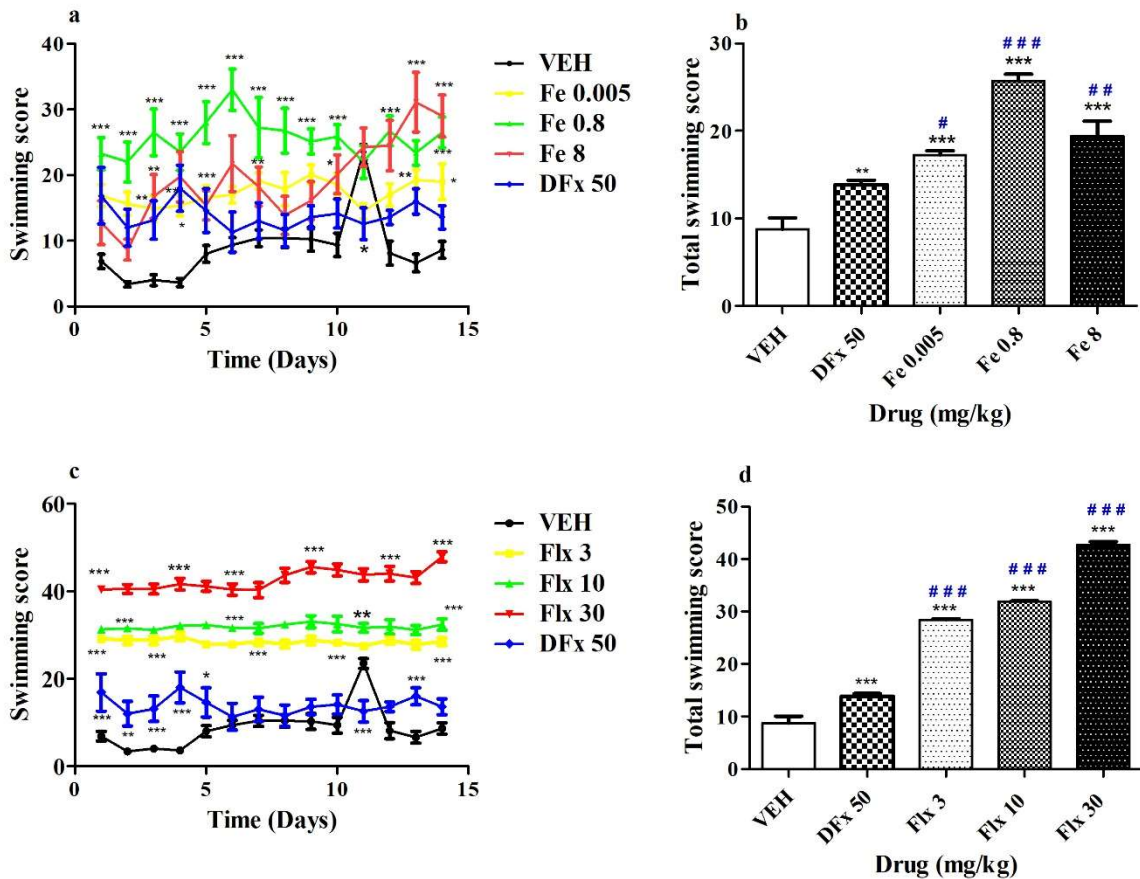 a
Swimming score
40
30
20
10
0
0 5 10 15
Time (Days)
VEH
Fe 0.005
Fe 0.8
Fe 8
DFx 50
*** *** *** *** *** *** *** *** *** *** *** *** ***
** ** ** *** ** * ** ***
* * *
b
Total swimming score
30
20
10
0
** *** *** ***
# # # # # #
VEH DFx 50 Fe 0.005 Fe 0.8 Fe 8
Drug (mg/kg)
c
Swimming score
60
40
20
0
0 5 10 15
Time (Days)
VEH
Flx 3
Flx 10
Flx 30
DFx 50
*** *** *** *** *** ***
*** ** ***
*** *** *** *** ***
* ***
*** ** *** *** ***
d
Total swimming score
50
40
30
20
10
0
*** *** *** ***
# # # # # # # # #
VEH DFx 50 Flx 3 Flx 10 Flx 30
Drug (mg/kg)